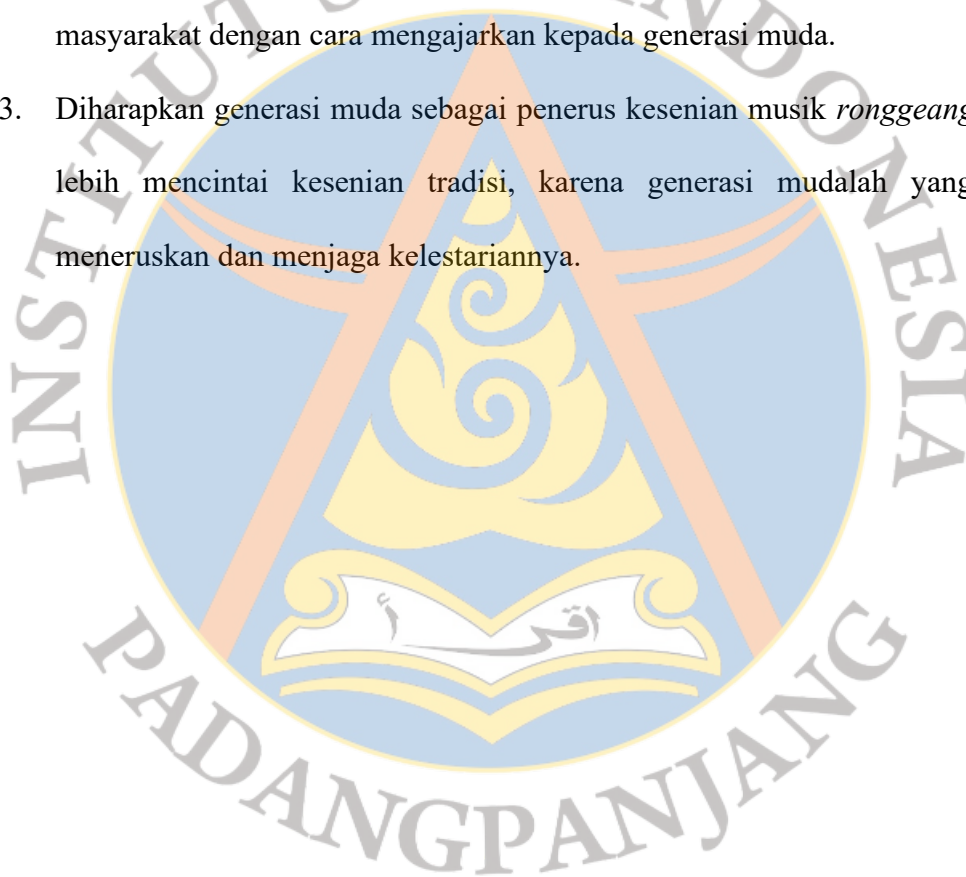 masyarakat dengan cara mengajarkan kepada generasi muda.
3. Diharapkan generasi muda sebagai penerus kesenian musik ronggeang
lebih mencintai kesenian tradisi, karena generasi mudalah yang
meneruskan dan menjaga kelestariannya.
INSTITUT S INDONESIA
اقرأ
PADANGPANJANG